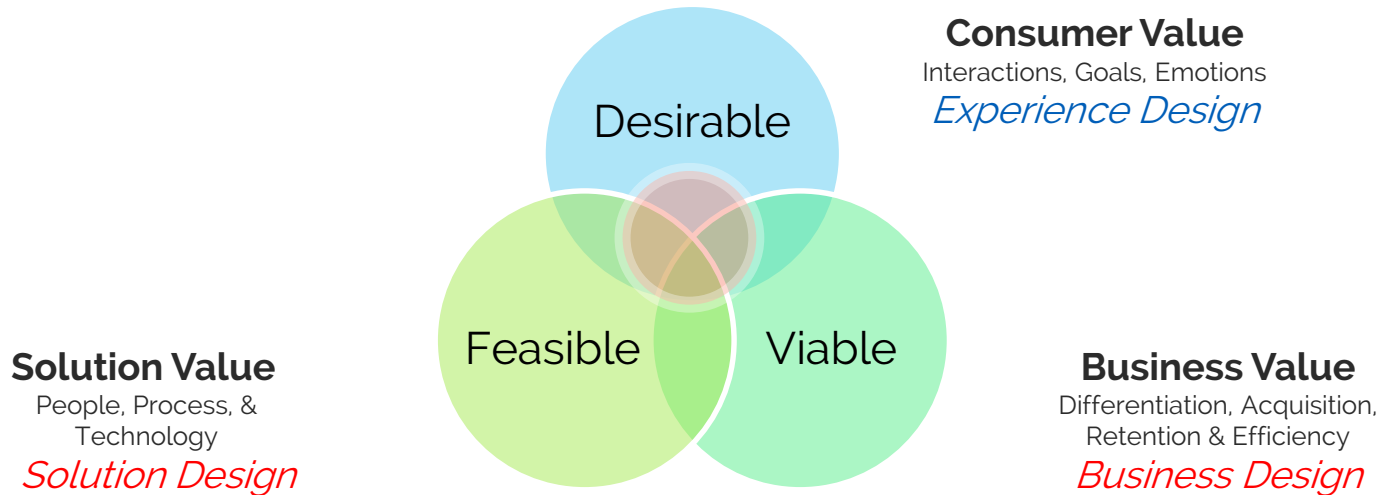 Consumer Value
Interactions, Goals, Emotions
Experience Design
Desirable
Feasible
Viable
Solution Value
People, Process, &
Technology
Solution Design
Business Value
Differentiation, Acquisition,
Retention & Efficiency
Business Design